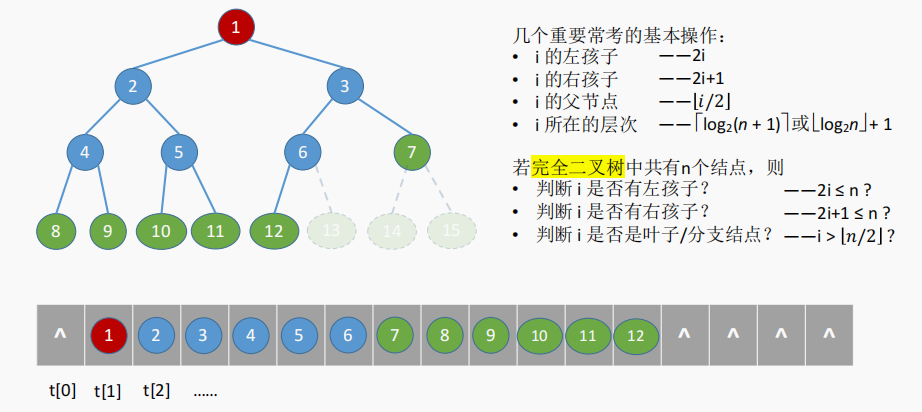 1
2
3
4
5
6
7
8
9
10
11
12
13
14
15
几个重要常考的基本操作：
• i 的左孩子 ——2i
• i 的右孩子 ——2i+1
• i 的父节点 ——⌊i/2⌋
• i 所在的层次 ——⌈log₂(n + 1)⌉或⌊log₂n⌋ + 1
若完全二叉树中共有n个结点，则
• 判断 i 是否有左孩子？ ——2i ≤ n ?
• 判断 i 是否有右孩子？ ——2i+1 ≤ n ?
• 判断 i 是否是叶子/分支结点？ ——i > ⌊n/2⌋ ?
^ 1 2 3 4 5 6 7 8 9 10 11 12 ^ ^ ^ ^
t[0] t[1] t[2] ……